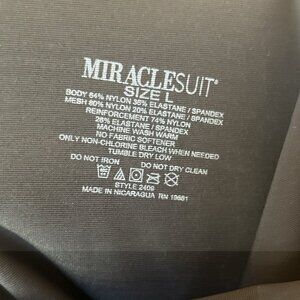 MIRACLESUIT®
SIZE L
BODY 64% NYLON 36% ELASTANE / SPANDEX
MESH 80% NYLON 20% ELASTANE / SPANDEX
REINFORCEMENT 74% NYLON
26% ELASTANE / SPANDEX
MACHINE WASH WARM
NO FABRIC SOFTENER
ONLY NON-CHLORINE BLEACH WHEN NEEDED
TUMBLE DRY LOW
DO NOT IRON DO NOT DRY CLEAN
STYLE 2409
MADE IN NICARAGUA RN 19661